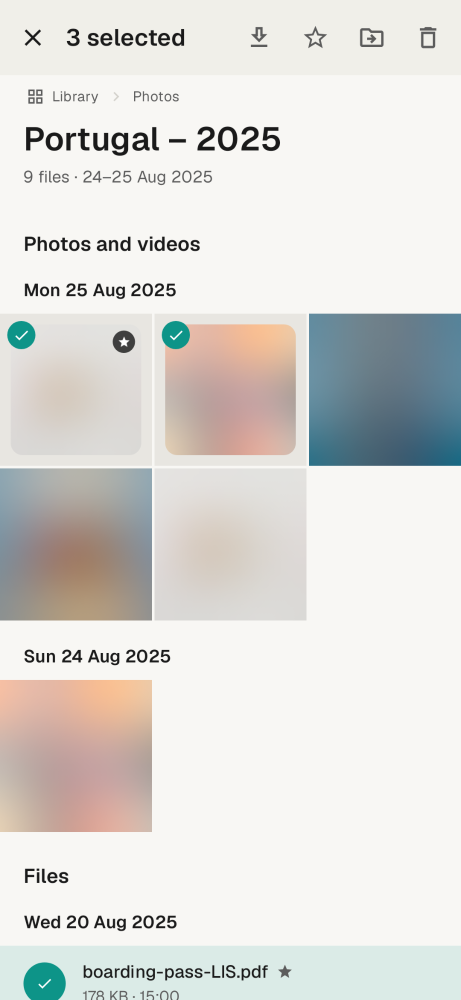 3 selected
Library
Photos
Portugal – 2025
9 files · 24–25 Aug 2025
Photos and videos
Mon 25 Aug 2025
Sun 24 Aug 2025
Files
Wed 20 Aug 2025
boarding-pass-LIS.pdf
178 KB · 15:00